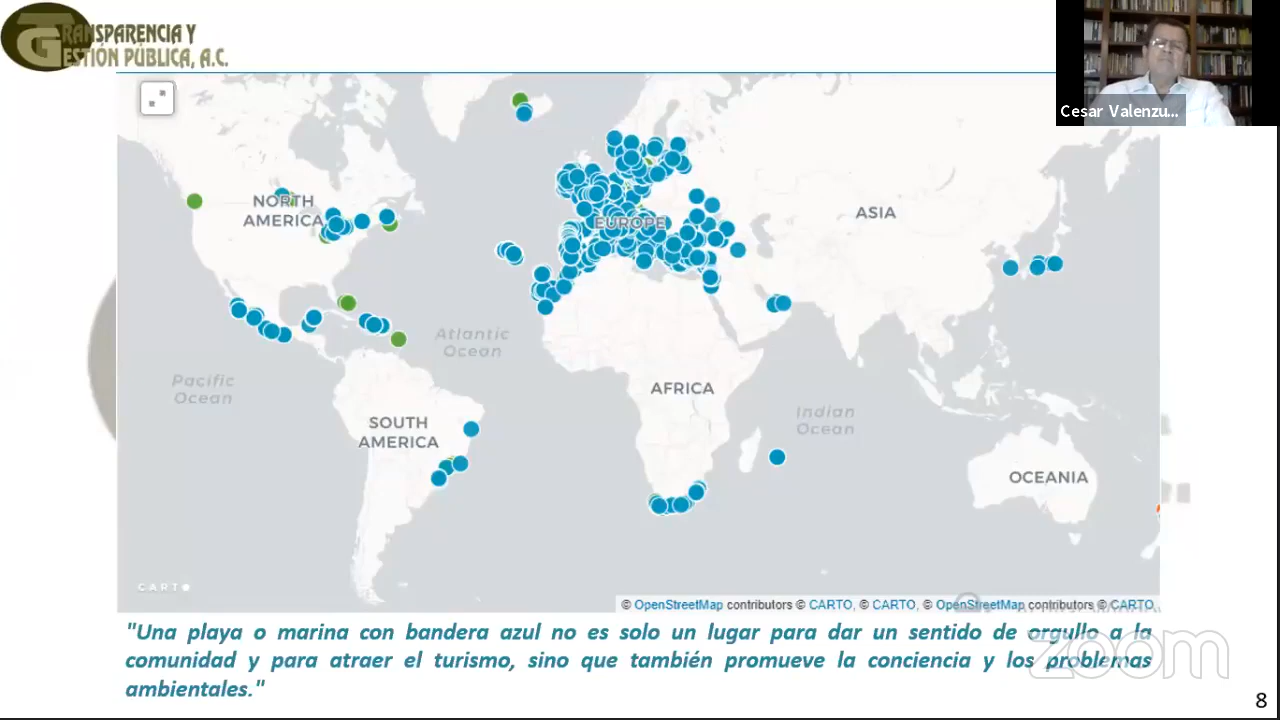 TRANSPARENCIA Y
GESTIÓN PÚBLICA, A.C.
Cesar Valenzu...
NORTH
AMERICA
EUROPE
ASIA
Atlantic
Ocean
Pacific
Ocean
AFRICA
SOUTH
AMERICA
Indian
Ocean
OCEANIA
CARTO
© OpenStreetMap contributors © CARTO, © CARTO, © OpenStreetMap contributors © CARTO,
"Una playa o marina con bandera azul no es solo un lugar para dar un sentido de orgullo a la
comunidad y para atraer el turismo, sino que también promueve la conciencia y los problemas
ambientales."
zoom
8